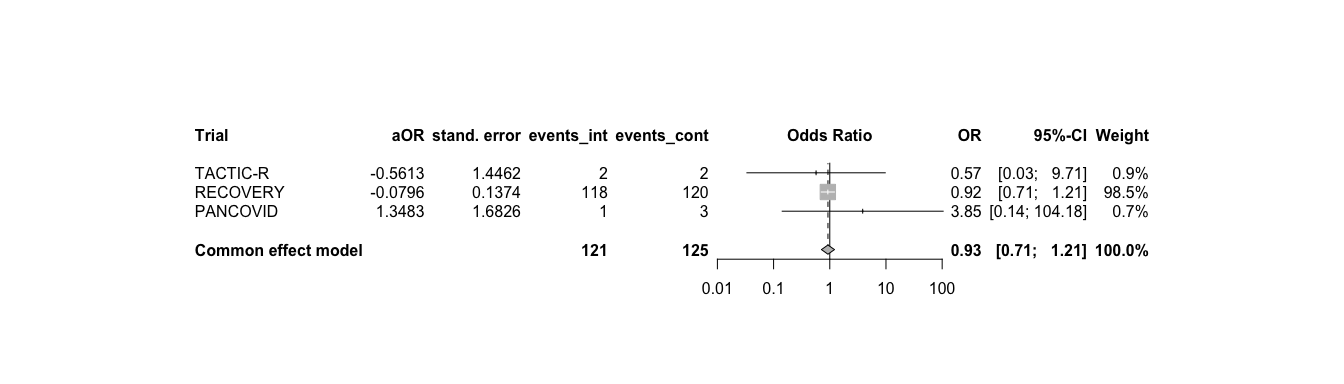 Trial aOR stand. error events_int events_cont Odds Ratio OR 95%-CI Weight
TACTIC-R -0.5613 1.4462 2 2 0.57 [0.03; 9.71] 0.9%
RECOVERY -0.0796 0.1374 118 120 0.92 [0.71; 1.21] 98.5%
PANCOVID 1.3483 1.6826 1 3 3.85 [0.14; 104.18] 0.7%
Common effect model 121 125 0.93 [0.71; 1.21] 100.0%
0.01 0.1 1 10 100